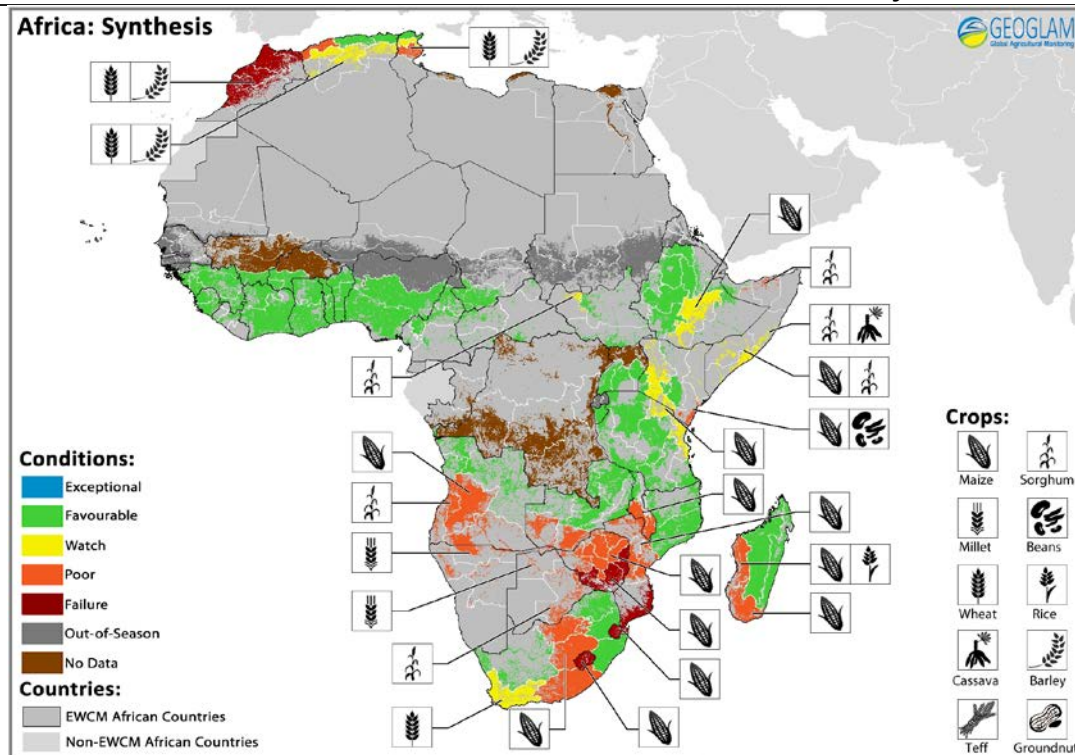 Africa: Synthesis
GEOGLAM
Global Agricultural Monitoring
Conditions:
Exceptional
Favourable
Watch
Poor
Failure
Out-of-Season
No Data
Countries:
EWCM African Countries
Non-EWCM African Countries
Crops:
Maize Sorghum
Millet Beans
Wheat Rice
Cassava Barley
Teff Groundnut